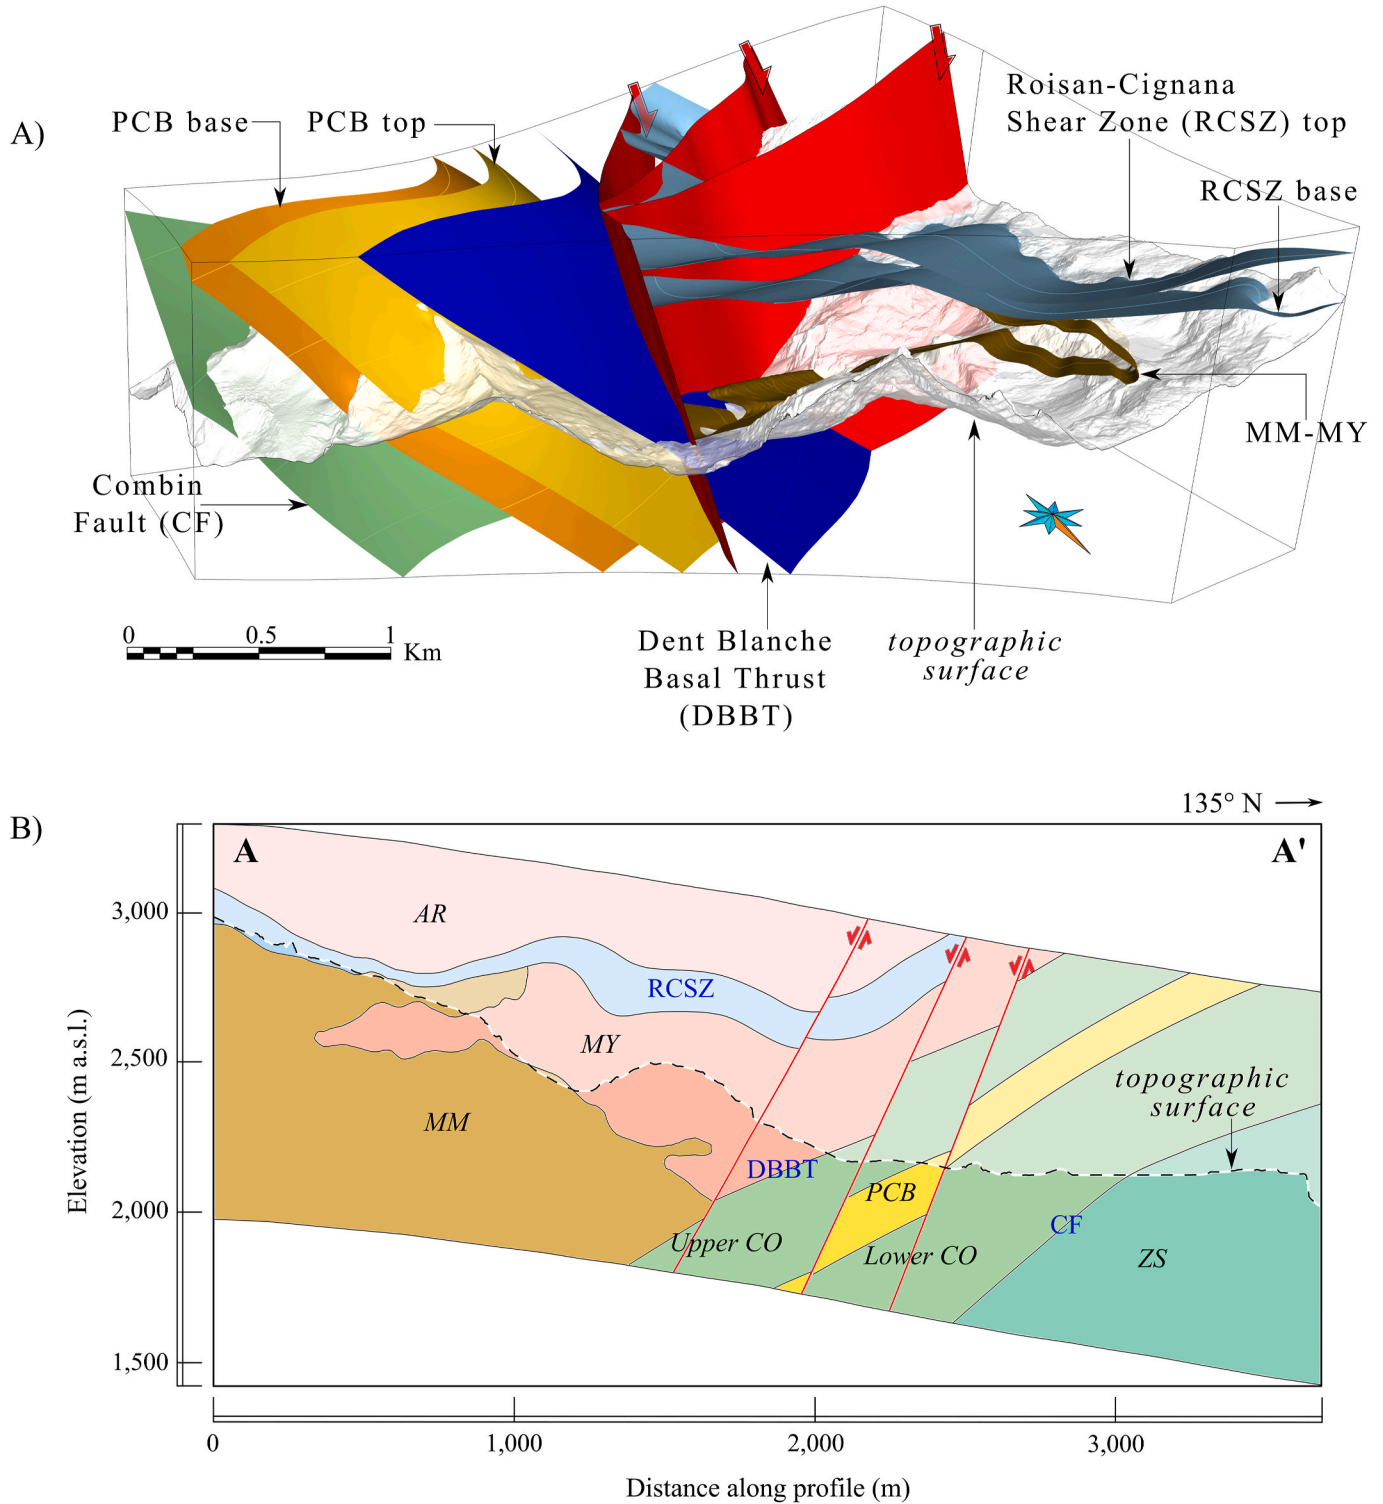 A)
PCB base
PCB top
Roisan-Cignana
Shear Zone (RCSZ) top
RCSZ base
MM-MY
Combin
Fault (CF)
0 0.5 1
Km
Dent Blanche
Basal Thrust
(DBBT)
topographic
surface
B)
135° N
A
A'
AR
RCSZ
MY
MM
DBBT
PCB
Upper CO
Lower CO
CF
ZS
topographic
surface
Elevation (m a.s.l.)
3,000
2,500
2,000
1,500
0 1,000 2,000 3,000
Distance along profile (m)